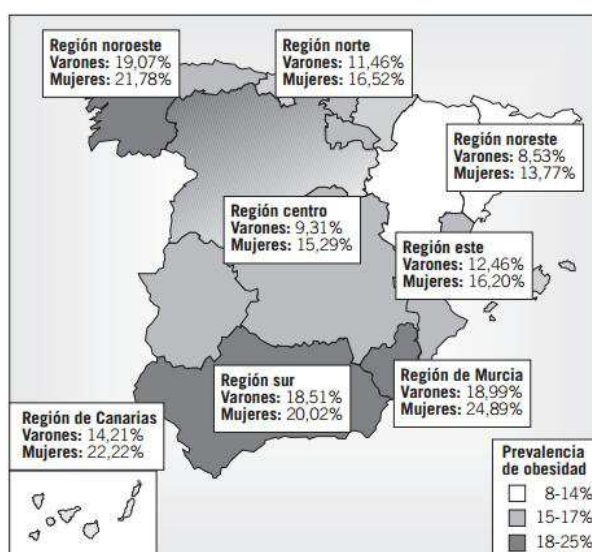 Región noroeste
Varones: 19,07%
Mujeres: 21,78%
Región norte
Varones: 11,46%
Mujeres: 16,52%
Región noreste
Varones: 8,53%
Mujeres: 13,77%
Región centro
Varones: 9,31%
Mujeres: 15,29%
Región este
Varones: 12,46%
Mujeres: 16,20%
Región sur
Varones: 18,51%
Mujeres: 20,02%
Región de Murcia
Varones: 18,99%
Mujeres: 24,89%
Región de Canarias
Varones: 14,21%
Mujeres: 22,22%
Prevalencia
de obesidad
8-14%
15-17%
18-25%